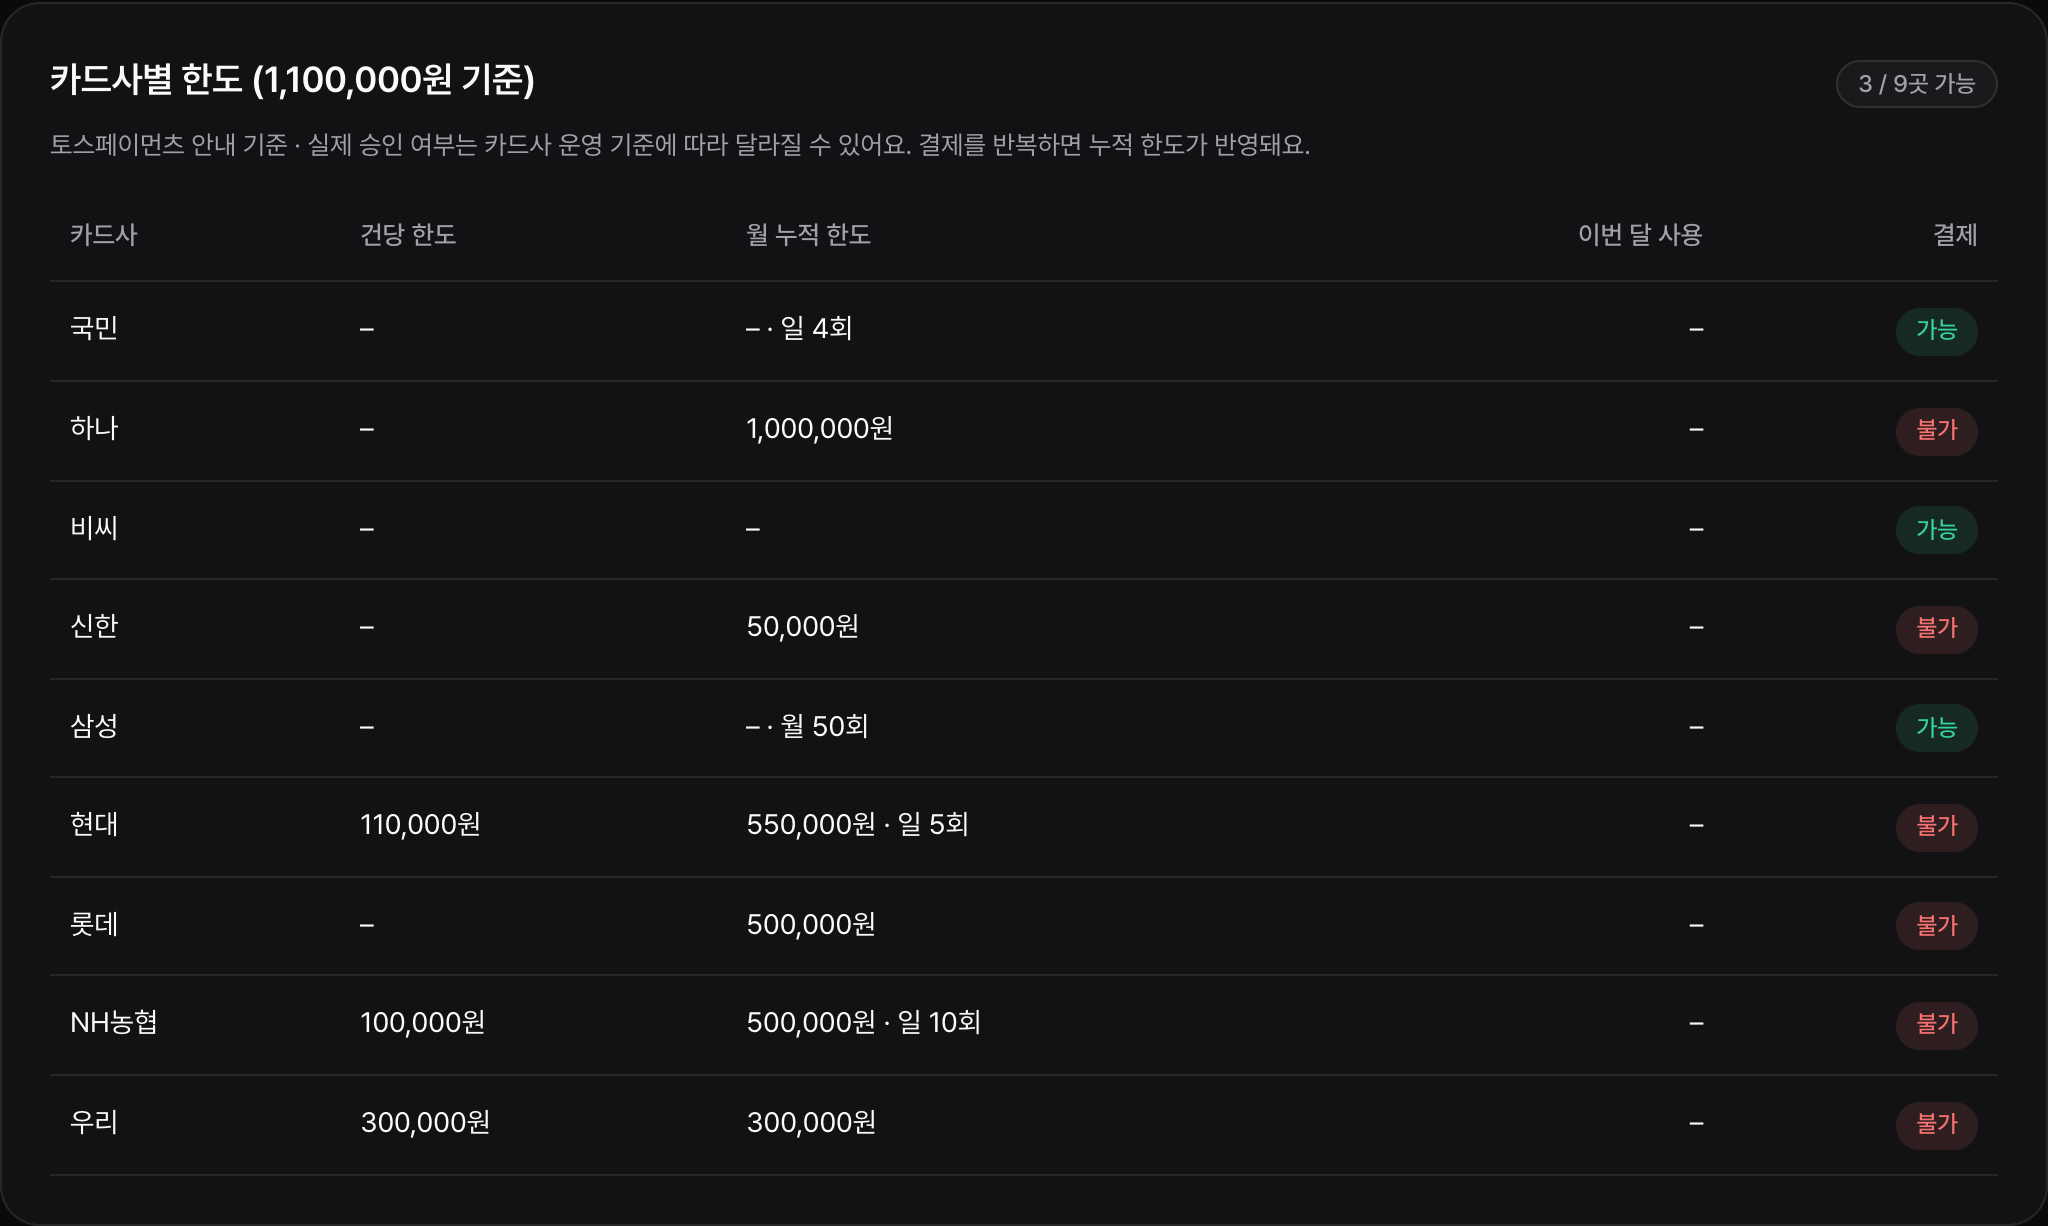 카드사별 한도 (1,100,000원 기준)
3 / 9곳 가능
토스페이먼츠 안내 기준 · 실제 승인 여부는 카드사 운영 기준에 따라 달라질 수 있어요. 결제를 반복하면 누적 한도가 반영돼요.
카드사 건당 한도 월 누적 한도 이번 달 사용 결제
국민 – – · 일 4회 – 가능
하나 – 1,000,000원 – 불가
비씨 – – – 가능
신한 – 50,000원 – 불가
삼성 – – · 월 50회 – 가능
현대 110,000원 550,000원 · 일 5회 – 불가
롯데 – 500,000원 – 불가
NH농협 100,000원 500,000원 · 일 10회 – 불가
우리 300,000원 300,000원 – 불가